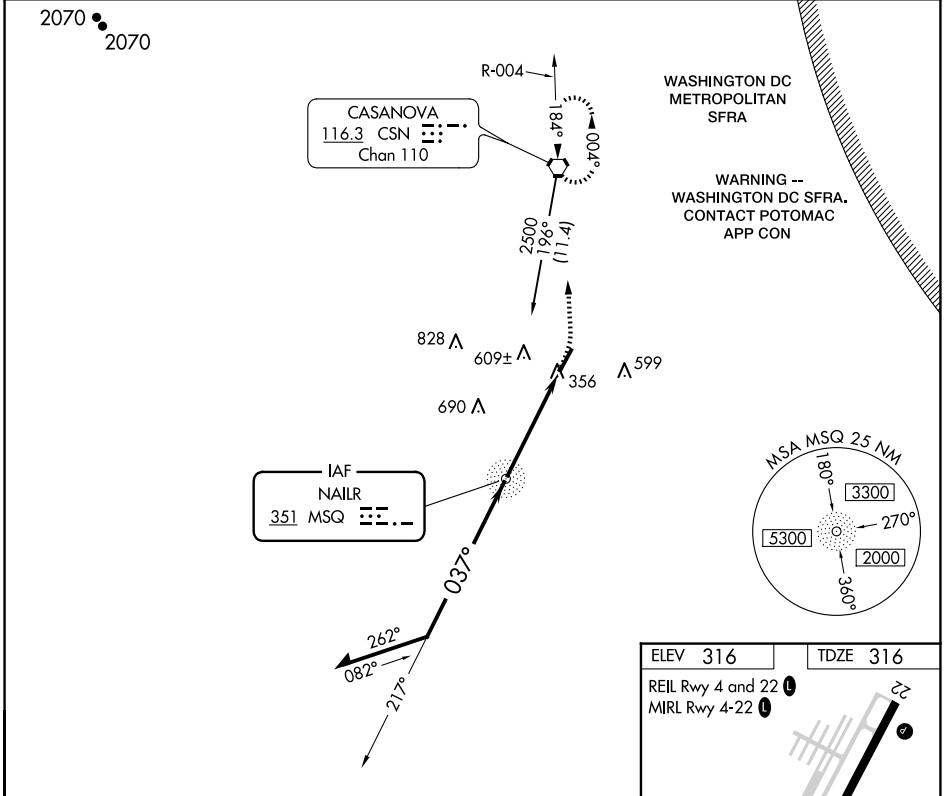 2070
2070
R-004
184°
004°
CASANOVA
116.3 CSN
Chan 110
WASHINGTON DC
METROPOLITAN
SFRA
WARNING --
WASHINGTON DC SFRA.
CONTACT POTOMAC
APP CON
2500
196°
(11.4)
828
609±
356
599
690
IAF
NAILR
351 MSQ
037°
262°
082°
217°
MSA MSQ 25 NM
180°
3300
270°
5300
2000
360°
ELEV 316
TDZE 316
REIL Rwy 4 and 22 L
MIRL Rwy 4-22 L
22
P